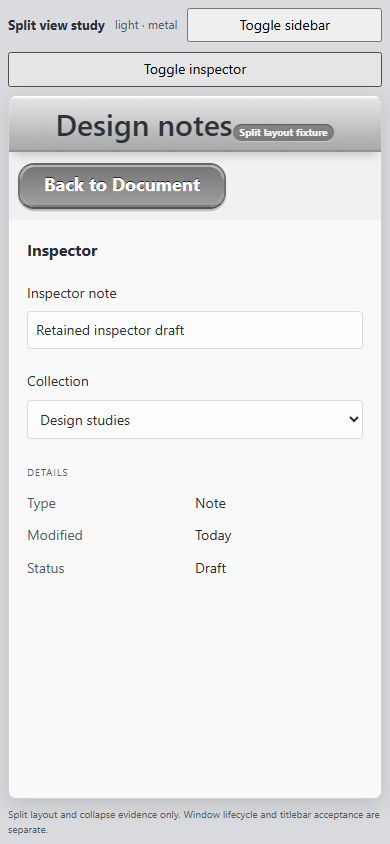 Split view study light · metal Toggle sidebar
Toggle inspector
Design notes Split layout fixture
Back to Document
Inspector
Inspector note
Retained inspector draft
Collection
Design studies
DETAILS
Type Note
Modified Today
Status Draft
Split layout and collapse evidence only. Window lifecycle and titlebar acceptance are
separate.